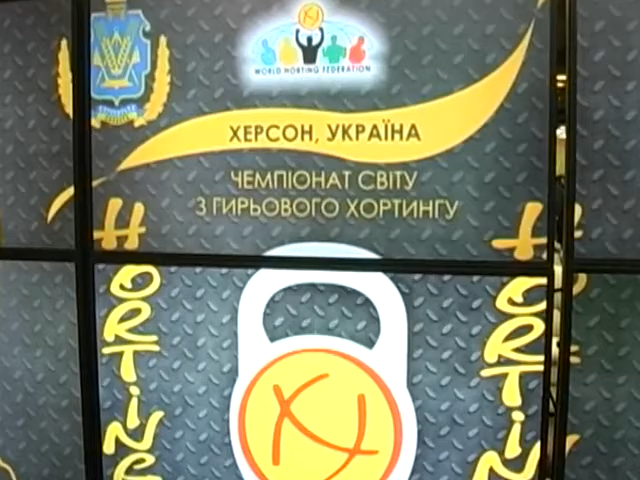 WORLD HORTING FEDERATION
ХЕРСОН, УКРАЇНА
ЧЕМПІОНАТ СВІТУ
З ГИРЬОВОГО ХОРТИНГУ
HORTING
HORTING